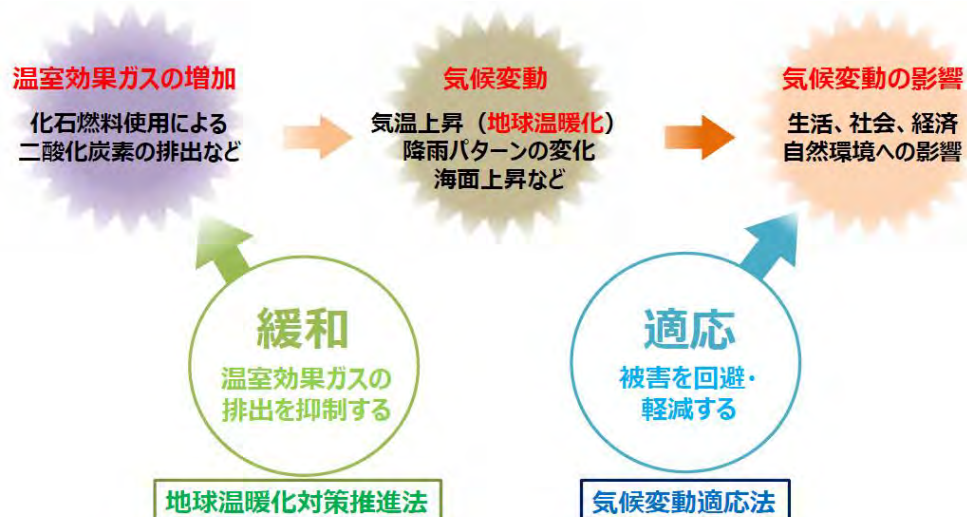 温室効果ガスの増加
化石燃料使用による
二酸化炭素の排出など
気候変動
気温上昇（地球温暖化）
降雨パターンの変化
海面上昇など
気候変動の影響
生活、社会、経済
自然環境への影響
緩和
温室効果ガスの
排出を抑制する
適応
被害を回避・
軽減する
地球温暖化対策推進法
気候変動適応法